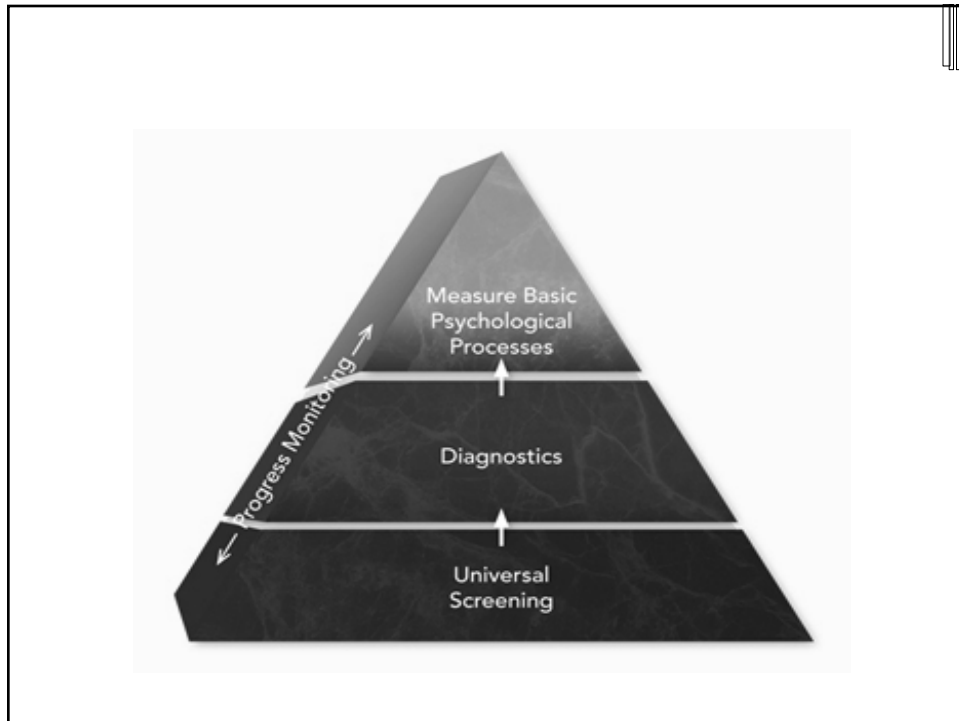 Measure Basic
Psychological
Processes
Progress Monitoring
Diagnostics
Universal
Screening